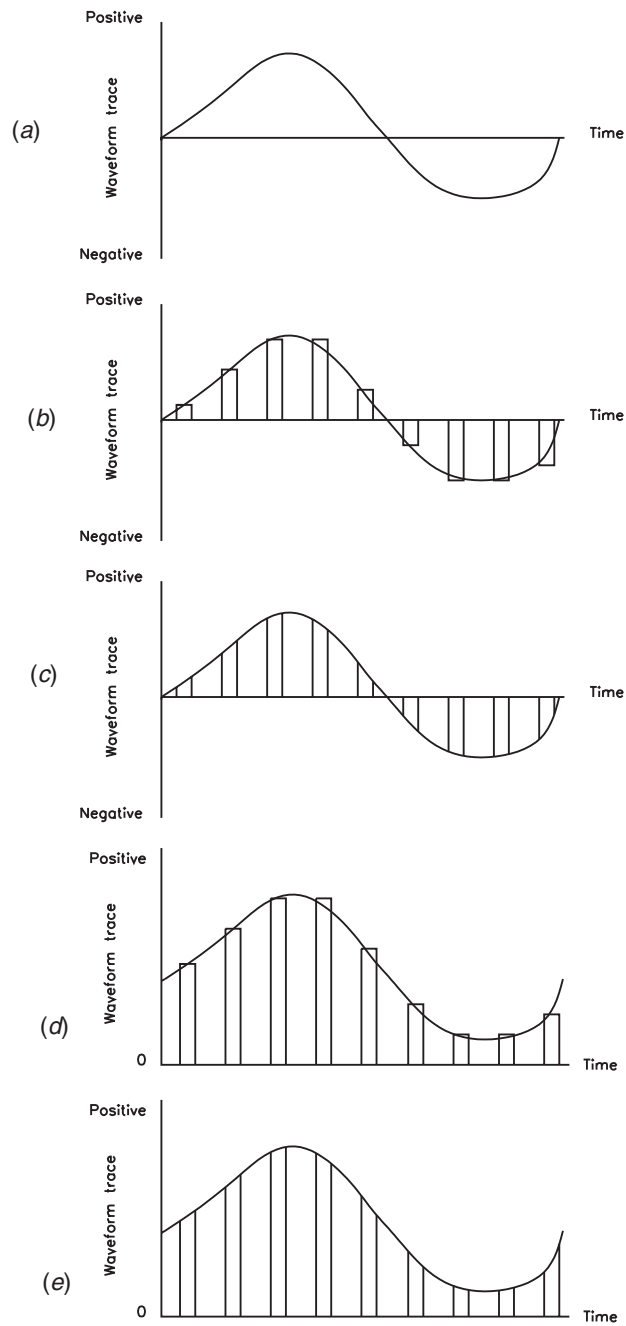 Positive
Waveform trace
(a)
Time
Negative
Positive
Waveform trace
(b)
Time
Negative
Positive
Waveform trace
(c)
Time
Negative
Positive
Waveform trace
(d)
0
Time
Positive
Waveform trace
(e)
0
Time